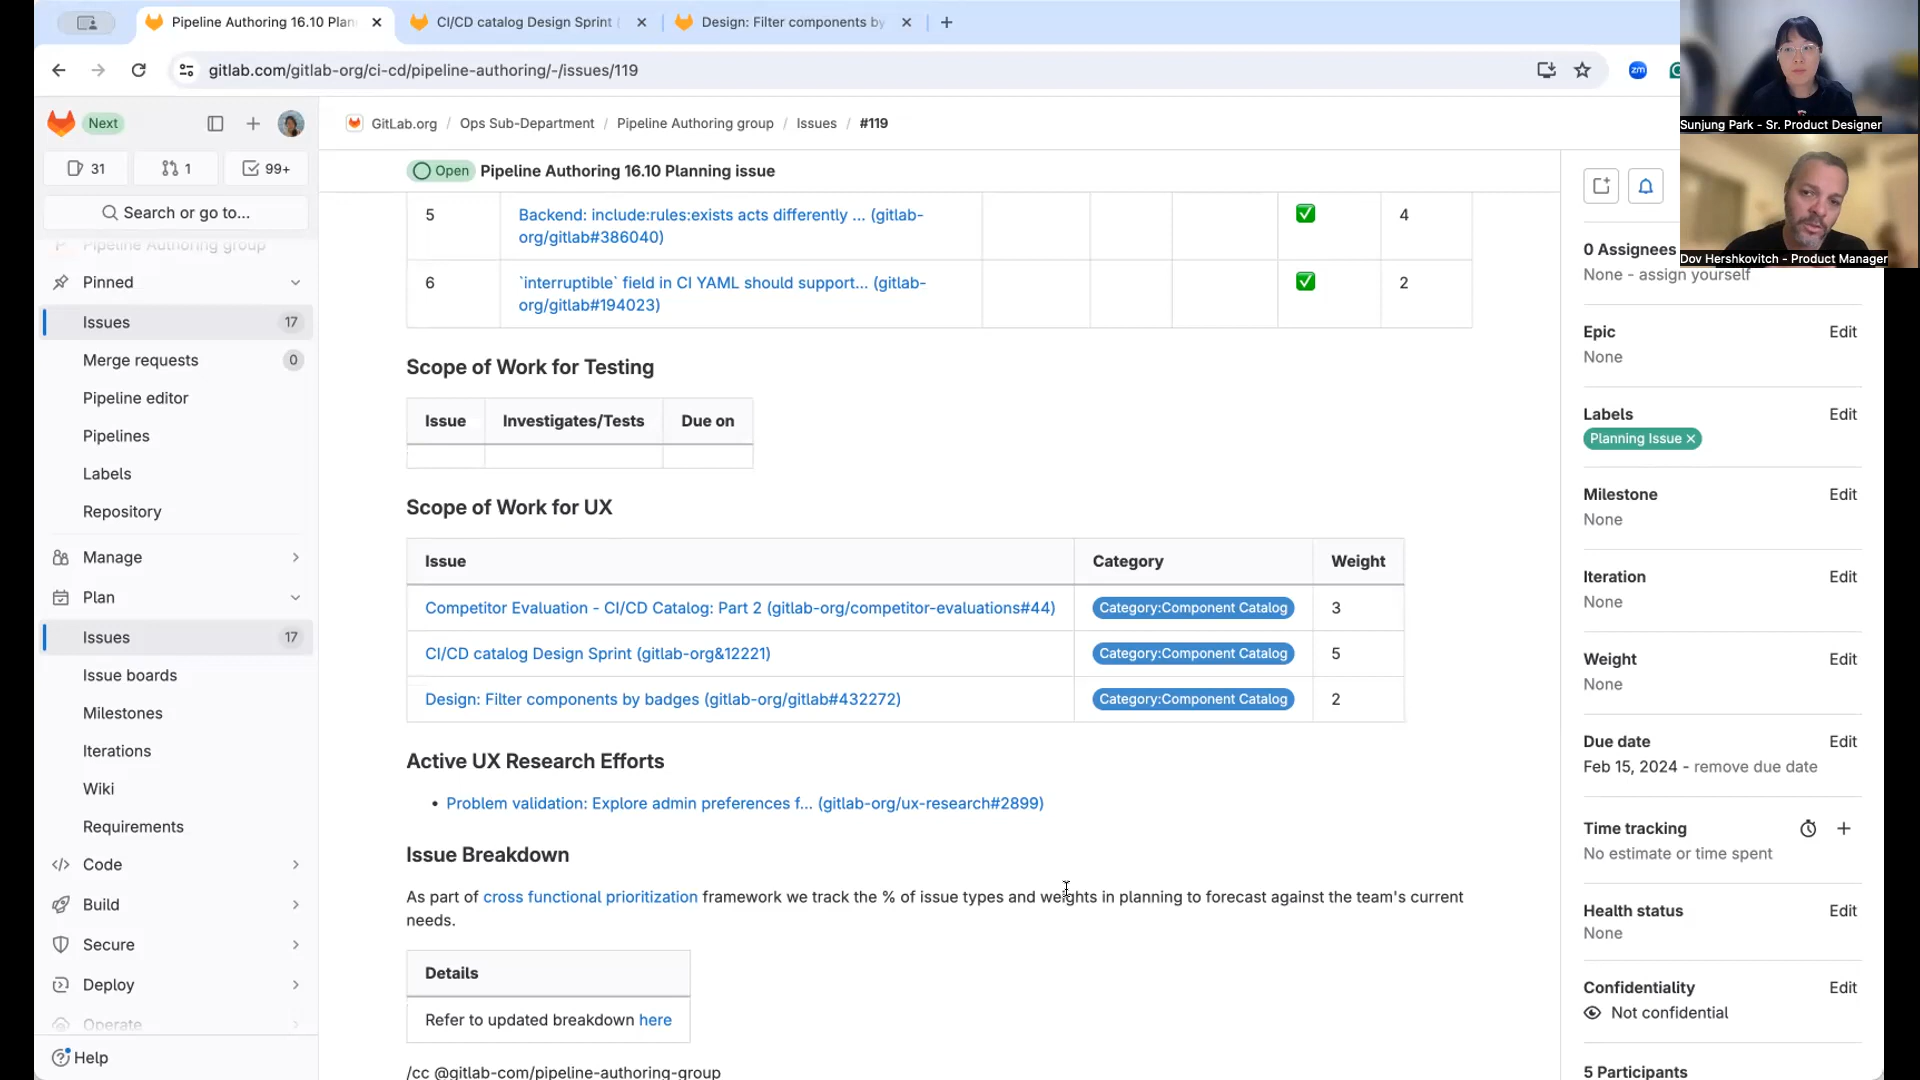 Pipeline Authoring 16.10 Plan
CI/CD catalog Design Sprint (
Design: Filter components by
gitlab.com/gitlab-org/ci-cd/pipeline-authoring/-/issues/119
zm
Sunjung Park - Sr. Product Designer
Dov Hershkovitch - Product Manager
Next
31
1
99+
Search or go to...
Pipeline Authoring group
Pinned
Issues 17
Merge requests 0
Pipeline editor
Pipelines
Labels
Repository
Manage
Plan
Issues 17
Issue boards
Milestones
Iterations
Wiki
Requirements
Code
Build
Secure
Deploy
Operate
Help
GitLab.org / Ops Sub-Department / Pipeline Authoring group / Issues / #119
Open Pipeline Authoring 16.10 Planning issue
5 Backend: include:rules:exists acts differently ... (gitlab-
org/gitlab#386040) 4
6 `interruptible` field in CI YAML should support... (gitlab-
org/gitlab#194023) 2
Scope of Work for Testing
Issue Investigates/Tests Due on
Scope of Work for UX
Issue Category Weight
Competitor Evaluation - CI/CD Catalog: Part 2 (gitlab-org/competitor-evaluations#44) Category:Component Catalog 3
CI/CD catalog Design Sprint (gitlab-org&12221) Category:Component Catalog 5
Design: Filter components by badges (gitlab-org/gitlab#432272) Category:Component Catalog 2
Active UX Research Efforts
• Problem validation: Explore admin preferences f... (gitlab-org/ux-research#2899)
Issue Breakdown
As part of cross functional prioritization framework we track the % of issue types and weights in planning to forecast against the team's current
needs.
Details
Refer to updated breakdown here
/cc @gitlab-com/pipeline-authoring-group
0 Assignees
None - assign yourself
Epic Edit
None
Labels Edit
Planning Issue ×
Milestone Edit
None
Iteration Edit
None
Weight Edit
None
Due date Edit
Feb 15, 2024 - remove due date
Time tracking
No estimate or time spent
Health status Edit
None
Confidentiality Edit
Not confidential
5 Participants